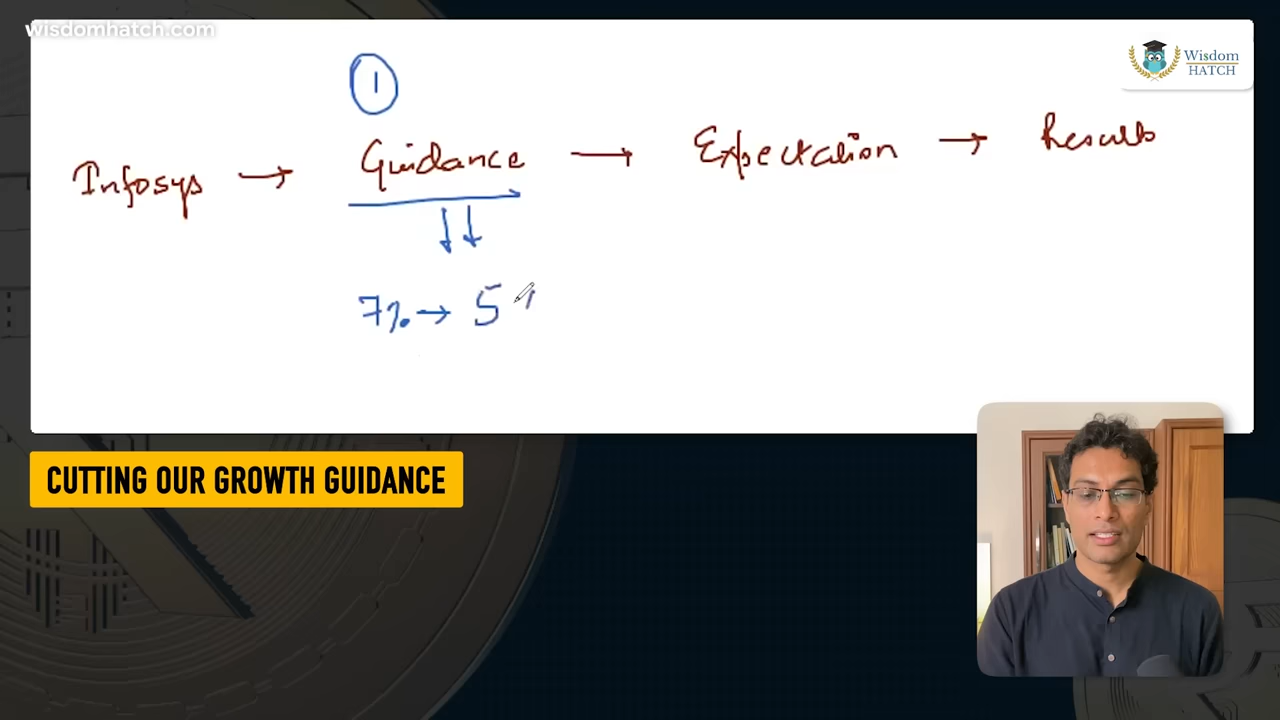 wisdomhatch.com
Wisdom
HATCH
1
Infosys → Guidance → Expectation → Results
↓↓
7% → 5
CUTTING OUR GROWTH GUIDANCE